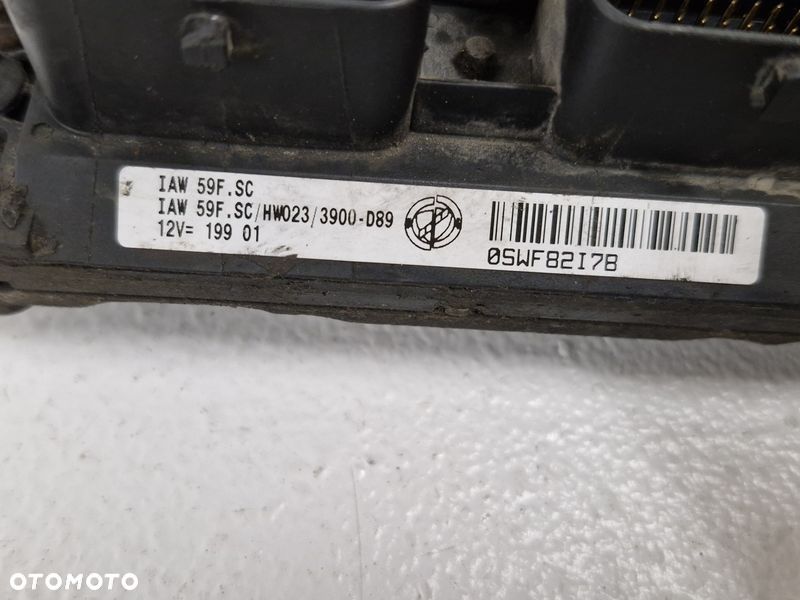 IAW 59F.SC
IAW 59F.SC/HW023/3900-D89
12V= 199 01
0SWF82I78
OTOMOTO